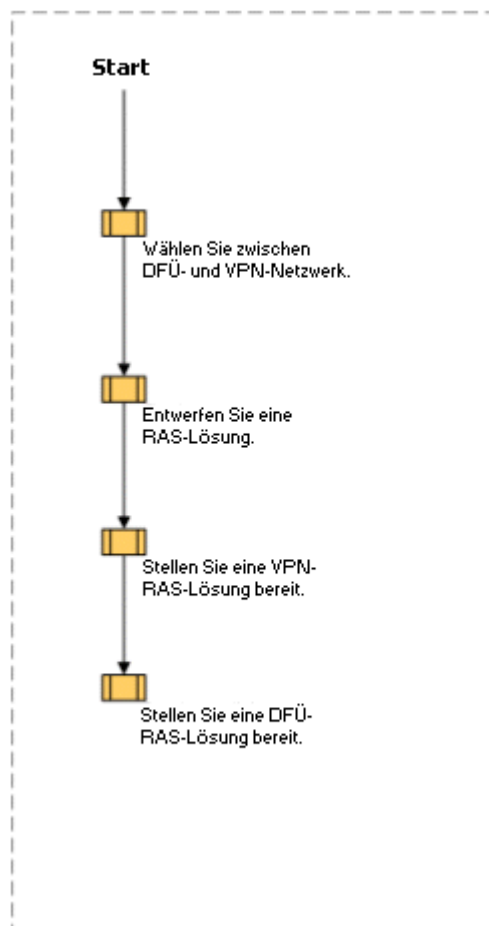 Start
Wählen Sie zwischen
DFÜ- und VPN-Netzwerk.
Entwerfen Sie eine
RAS-Lösung.
Stellen Sie eine VPN-
RAS-Lösung bereit.
Stellen Sie eine DFÜ-
RAS-Lösung bereit.